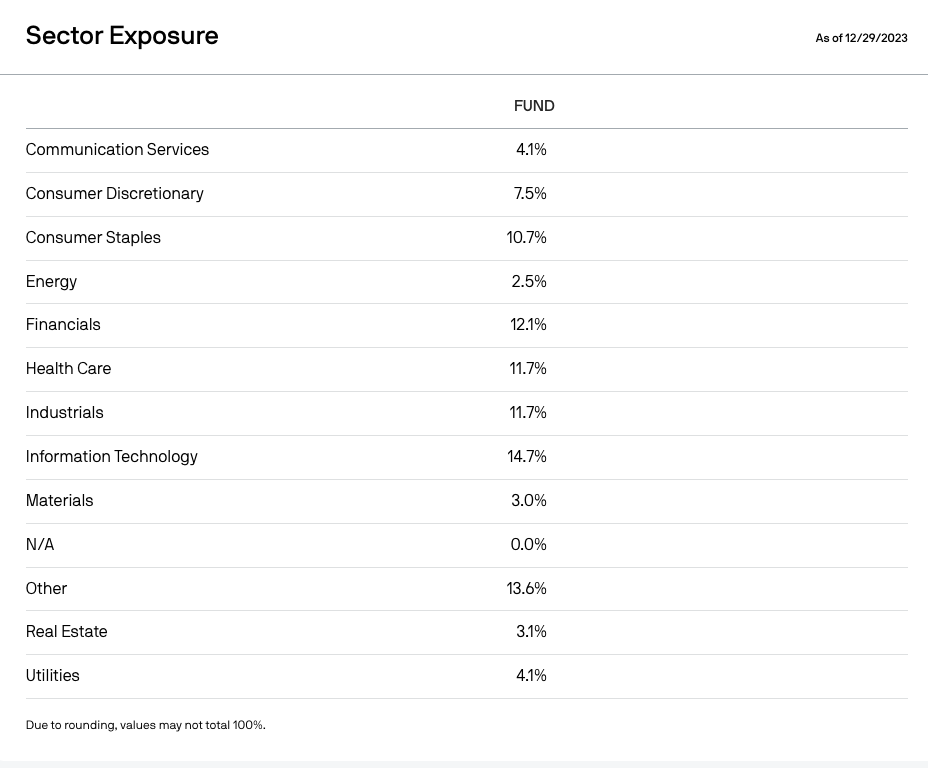 Sector Exposure
As of 12/29/2023
FUND
Communication Services 4.1%
Consumer Discretionary 7.5%
Consumer Staples 10.7%
Energy 2.5%
Financials 12.1%
Health Care 11.7%
Industrials 11.7%
Information Technology 14.7%
Materials 3.0%
N/A 0.0%
Other 13.6%
Real Estate 3.1%
Utilities 4.1%
Due to rounding, values may not total 100%.